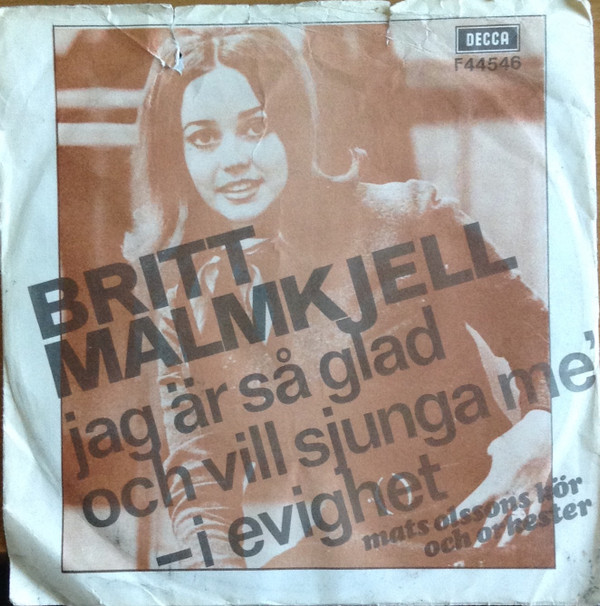 DECCA
F44546
BRITT
MALMKJELL
jag är så glad
och vill sjunga me'
–i evighet
mats olssons kör
och orkester